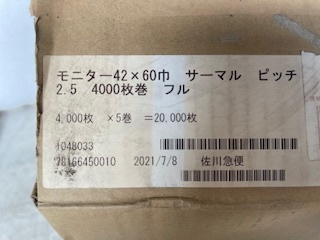 モニター42×60巾 サーマル ピッチ
2.5 4000枚巻 フル
4,000枚 ×5巻 =20,000枚
1048033
70166450010 2021/7/8 佐川急便